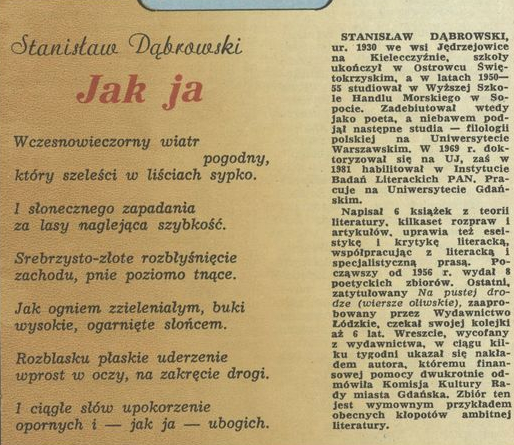 Stanisław Dąbrowski
Jak ja
Wczesnowieczorny wiatr
pogodny,
który szeleści w liściach sypko.
I słonecznego zapadania
za lasy naglejąca szybkość.
Srebrzysto-złote rozbłyśnięcie
zachodu, pnie poziomo tnące.
Jak ogniem zzieleniałym, buki
wysokie, ogarnięte słońcem.
Rozblasku płaskie uderzenie
wprost w oczy, na zakręcie drogi.
I ciągłe słów upokorzenie
opornych i — jak ja — ubogich.
STANISŁAW DĄBROWSKI,
ur. 1930 we wsi Jędrzejowice
na Kielecczyźnie, szkoły
ukończył w Ostrowcu Świę-
tokrzyskim, a w latach 1950—
55 studiował w Wyższej Szko-
le Handlu Morskiego w So-
pocie. Zadebiutował wtedy
jako poeta, a niebawem pod-
jął następne studia — filologii
polskiej na Uniwersytecie
Warszawskim. W 1969 r. dok-
toryzował się na UJ, zaś w
1981 habilitował w Instytucie
Badań Literackich PAN. Pra-
cuje na Uniwersytecie Gdań-
skim.
Napisał 6 książek z teorii
literatury, kilkaset rozpraw i
artykułów, uprawia też esei-
stykę i krytykę literacką,
współpracując z literacką i
specjalistyczną prasą. Po-
cząwszy od 1956 r. wydał 8
poetyckich zbiorów. Ostatni,
zatytułowany Na pustej dro-
dze (wiersze oliwskie), zaapro-
bowany przez Wydawnictwo
Łódzkie, czekał swojej kolejki
aż 6 lat. Wreszcie, wycofany
z wydawnictwa, w ciągu kil-
ku tygodni ukazał się nakła-
dem autora, któremu finan-
sowej pomocy dwukrotnie od-
mówiła Komisja Kultury Ra-
dy miasta Gdańska. Zbiór ten
jest wymownym przykładem
obecnych kłopotów ambitnej
literatury.